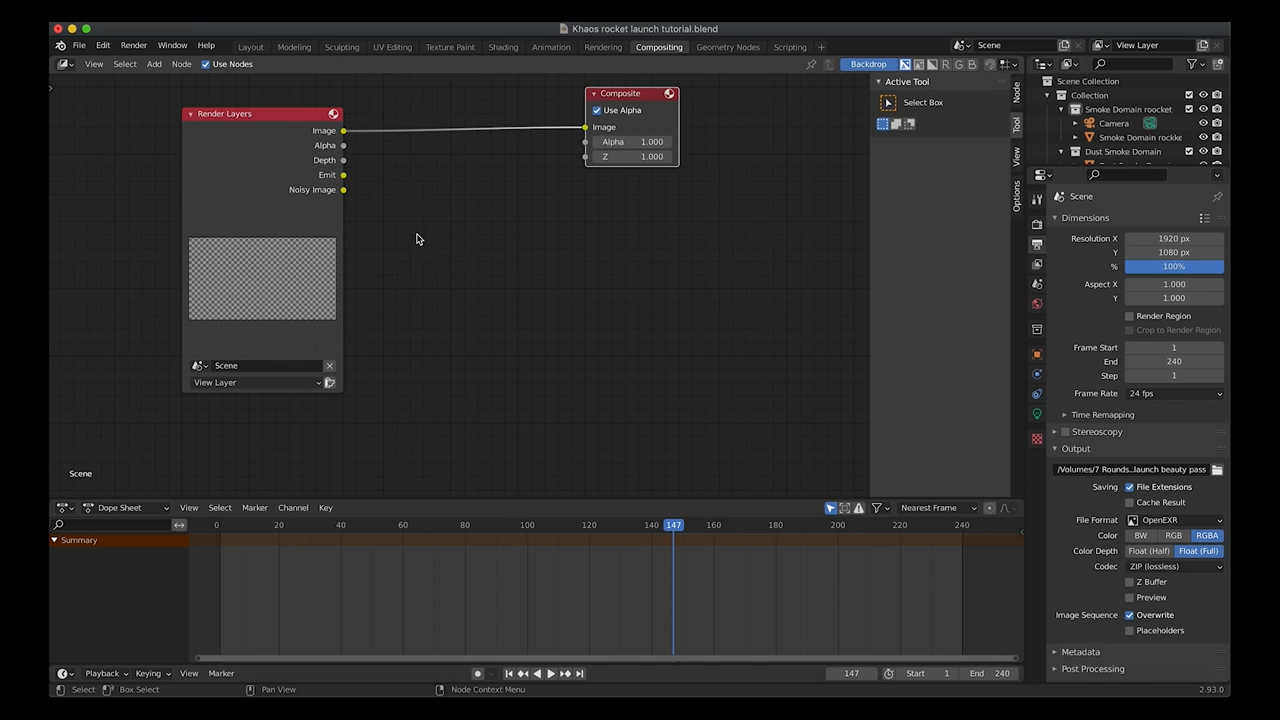 Khaos rocket launch tutorial.blend
File Edit Render Window Help Layout Modeling Sculpting UV Editing Texture Paint Shading Animation Rendering Compositing Geometry Nodes Scripting + Scene View Layer
View Select Add Node Use Nodes Backdrop R G B
Render Layers
Image
Alpha
Depth
Emit
Noisy Image
Scene
View Layer
Composite
Use Alpha
Image
Alpha 1.000
Z 1.000
Scene
Active Tool
Select Box
Node
Tool
View
Options
Scene Collection
Collection
Smoke Domain roocket
Camera
Smoke Domain rockke
Dust Smoke Domain
Scene
Dimensions
Resolution X 1920 px
Y 1080 px
% 100%
Aspect X 1.000
Y 1.000
Render Region
Crop to Render Region
Frame Start 1
End 240
Step 1
Frame Rate 24 fps
Time Remapping
Stereoscopy
Output
/Volumes/7 Rounds...launch beauty pass
Saving File Extensions
Cache Result
File Format OpenEXR
Color BW RGB RGBA
Color Depth Float (Half) Float (Full)
Codec ZIP (lossless)
Z Buffer
Preview
Image Sequence Overwrite
Placeholders
Metadata
Post Processing
Dope Sheet View Select Marker Channel Key Nearest Frame
0 20 40 60 80 100 120 140 147 160 180 200 220 240
Summary
Playback Keying View Marker 147 Start 1 End 240
Select Box Select Pan View Node Context Menu 2.93.0